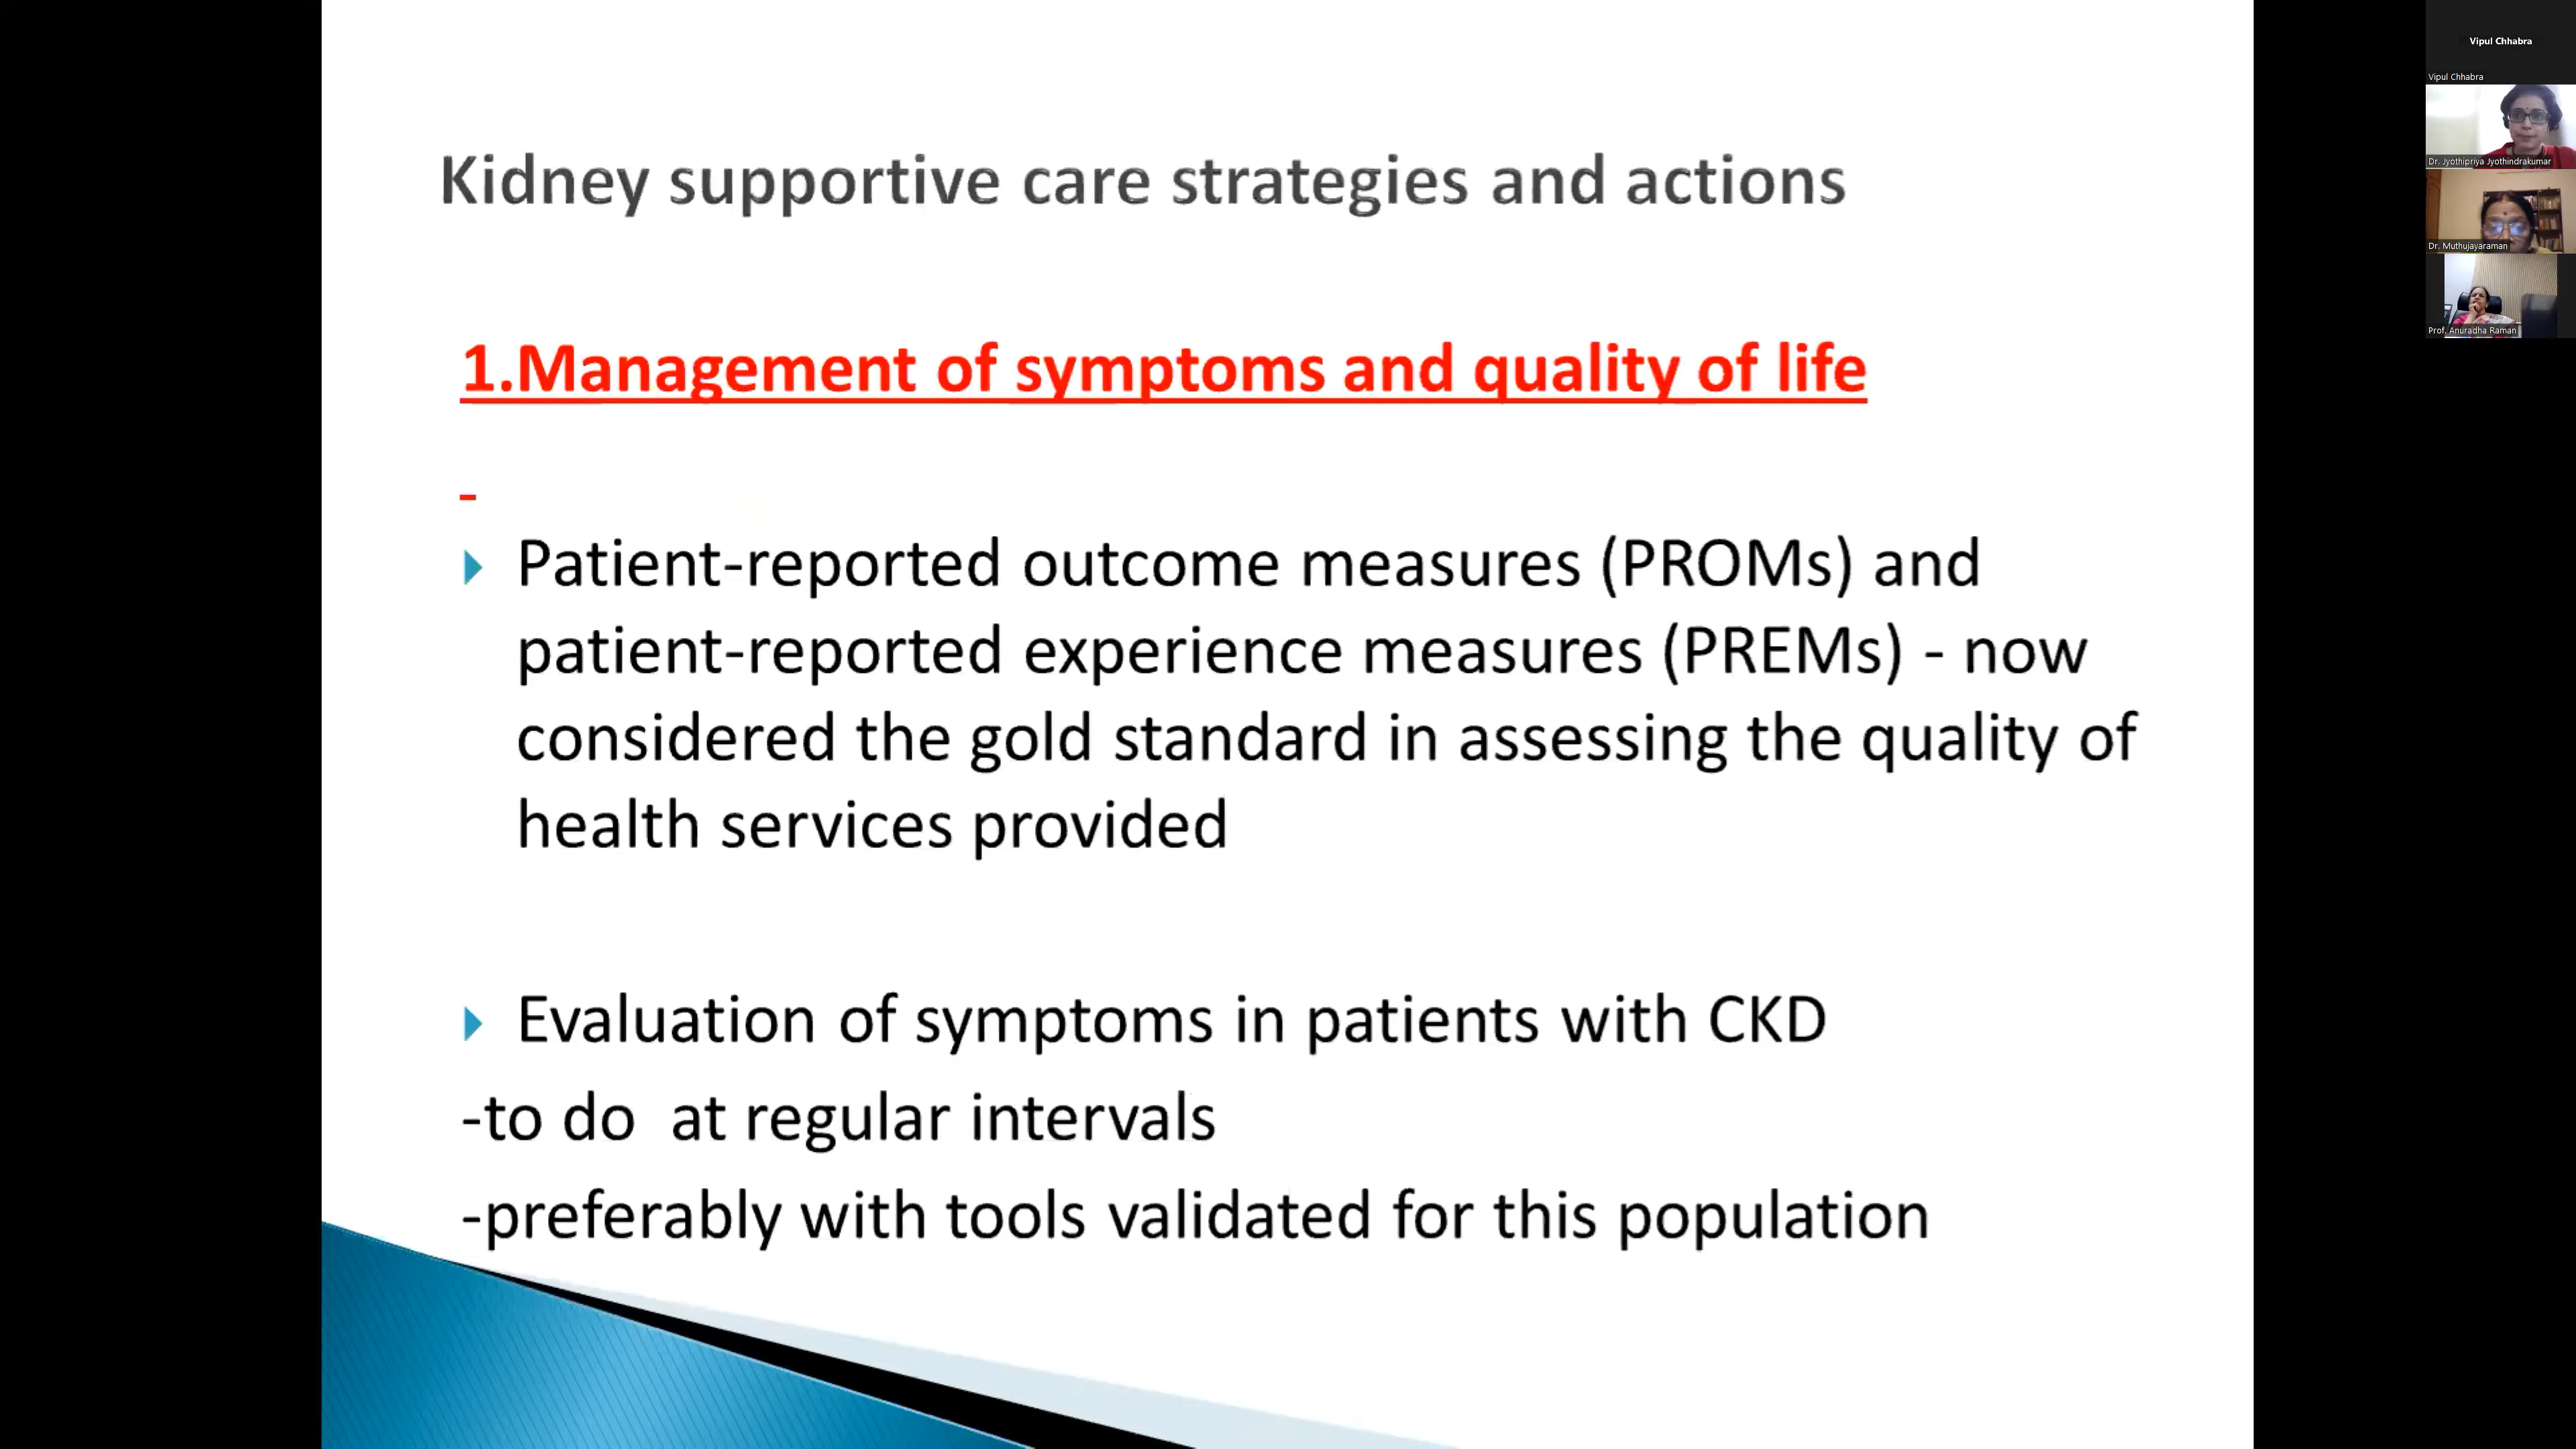 Kidney supportive care strategies and actions
1.Management of symptoms and quality of life
-
Patient-reported outcome measures (PROMs) and
patient-reported experience measures (PREMs) - now
considered the gold standard in assessing the quality of
health services provided
Evaluation of symptoms in patients with CKD
-to do at regular intervals
-preferably with tools validated for this population
Vipul Chhabra
Vipul Chhabra
Dr. Jyothipriya Jyothindrakumar
Dr. Muthujayaraman
Prof. Anuradha Raman